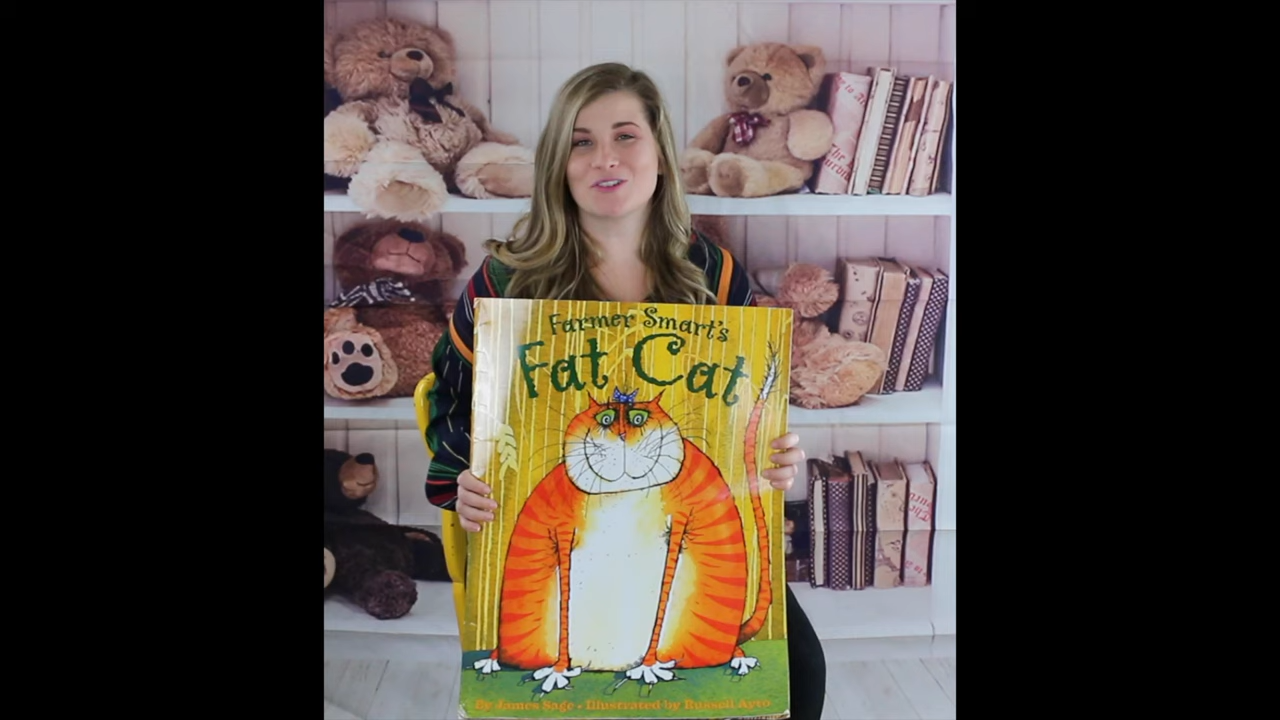 Farmer Smart's
Fat Cat
By James Sage • Illustrated by Russell Ayto